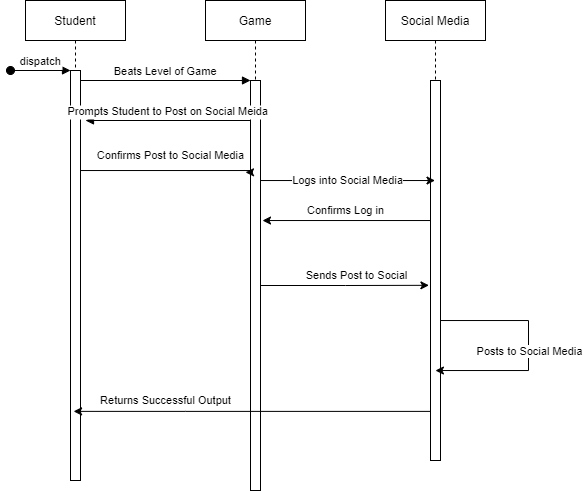 Student
Game
Social Media
dispatch
Beats Level of Game
Prompts Student to Post on Social Meida
Confirms Post to Social Media
Logs into Social Media
Confirms Log in
Sends Post to Social
Posts to Social Media
Returns Successful Output